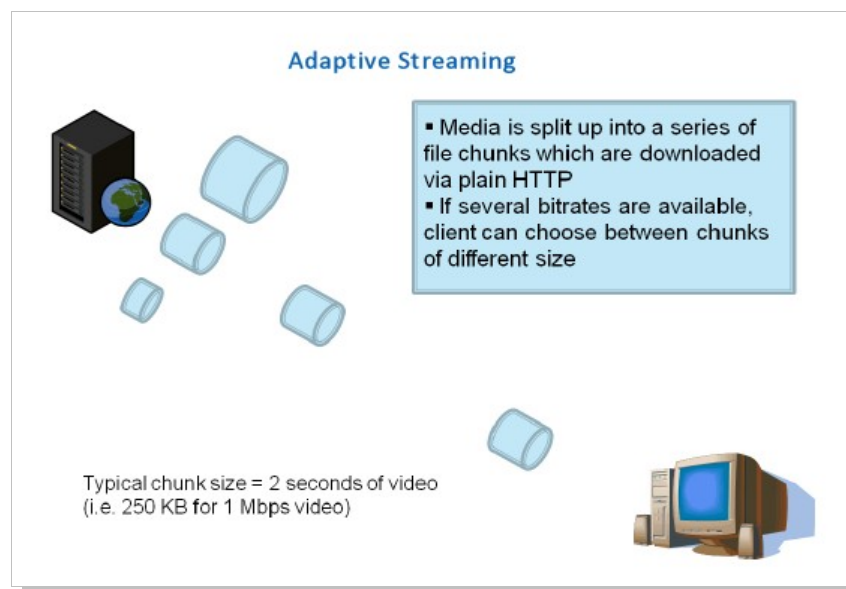 Adaptive Streaming
▪ Media is split up into a series of
file chunks which are downloaded
via plain HTTP
▪ If several bitrates are available,
client can choose between chunks
of different size
Typical chunk size = 2 seconds of video
(i.e. 250 KB for 1 Mbps video)